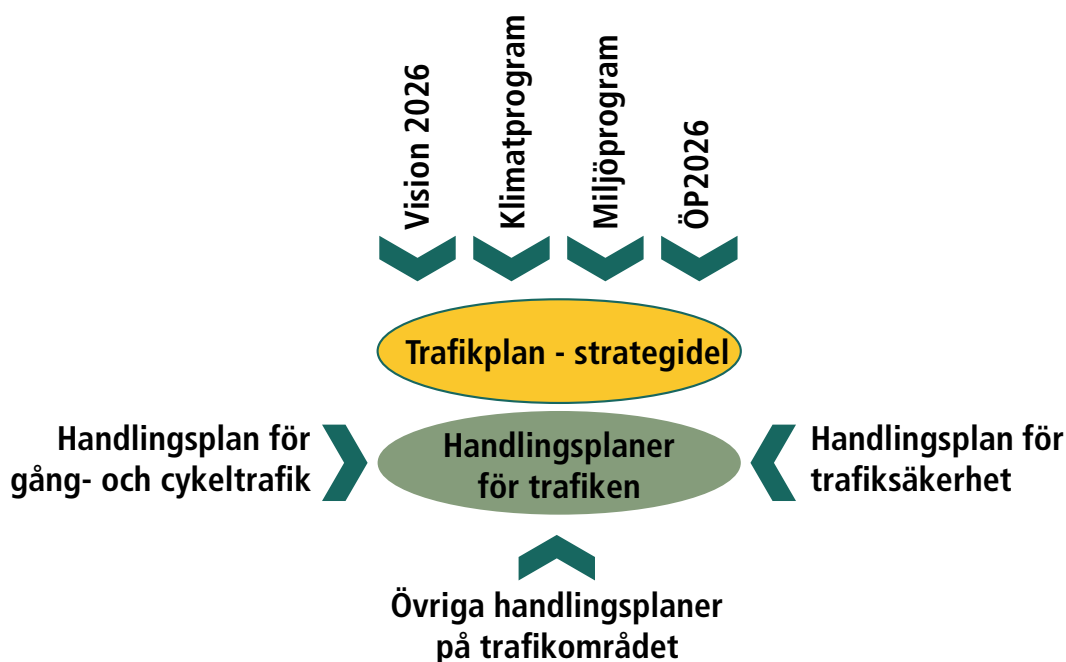 Vision 2026
Klimatprogram
Miljöprogram
ÖP2026
Trafikplan - strategidel
Handlingsplan för
gång- och cykeltrafik
Handlingsplaner
för trafiken
Handlingsplan för
trafiksäkerhet
Övriga handlingsplaner
på trafikområdet